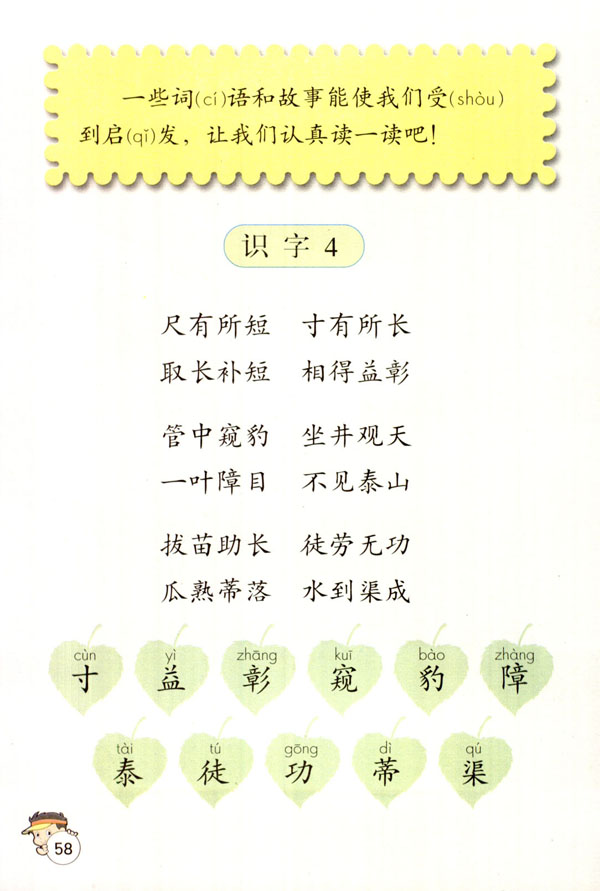 一些词(cí)语和故事能使我们受(shòu)
到启(qǐ)发，让我们认真读一读吧！
识字4
尺有所短 寸有所长
取长补短 相得益彰
管中窥豹 坐井观天
一叶障目 不见泰山
拔苗助长 徒劳无功
瓜熟蒂落 水到渠成
cùn yì zhāng kuī bào zhàng
寸 益 彰 窥 豹 障
tài tú gōng dì qú
泰 徒 功 蒂 渠
58